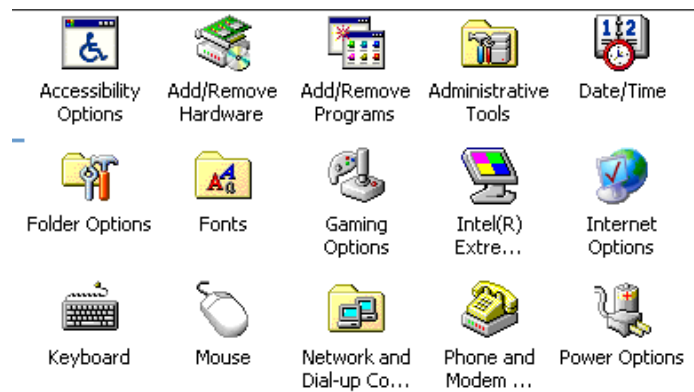 Accessibility Options
Add/Remove Hardware
Add/Remove Programs
Administrative Tools
Date/Time
Folder Options
Fonts
Gaming Options
Intel(R) Extre...
Internet Options
Keyboard
Mouse
Network and Dial-up Co...
Phone and Modem ...
Power Options